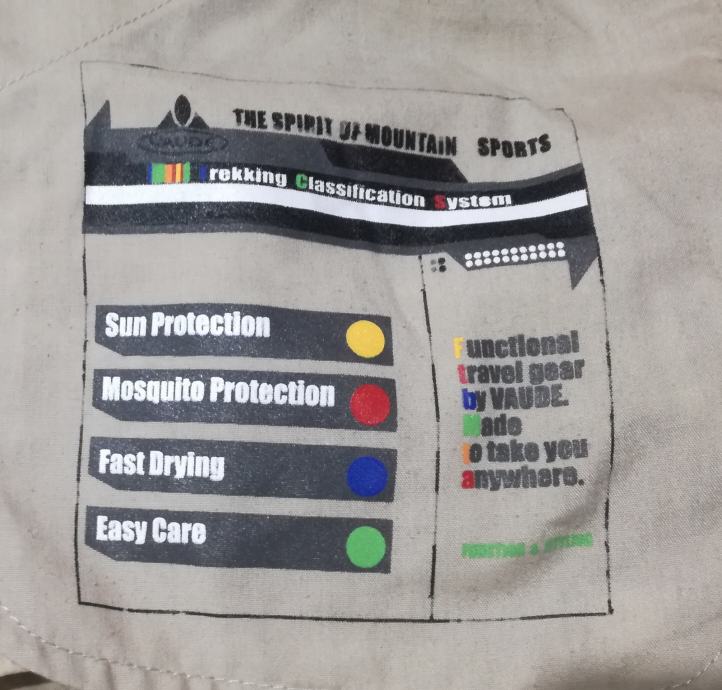 VAUDE
THE SPIRIT OF MOUNTAIN SPORTS
trekking Classification System
Sun Protection
Mosquito Protection
Fast Drying
Easy Care
Functional
travel gear
by VAUDE.
Made
to take you
anywhere.
FUNCTION &